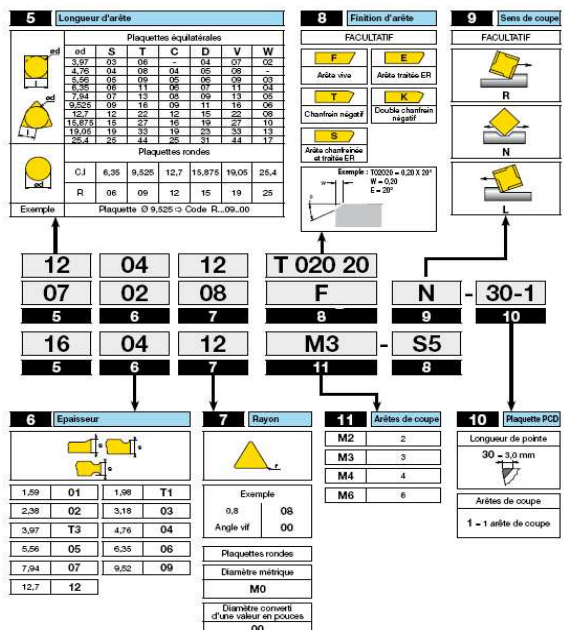 5 Longueur d'arête
Plaquettes équilatérales
ød S T C D V W
3,97 03 06 - 04 07 02
4,76 04 08 04 05 08 -
5,56 05 09 05 06 09 03
6,35 06 11 06 07 11 04
7,94 07 13 08 09 13 05
9,525 09 16 09 11 16 06
12,7 12 22 12 15 22 08
15,875 15 27 16 19 27 10
19,05 19 33 19 23 33 13
25,4 25 44 25 31 44 17
ød
ød
l
l
Plaquettes rondes
C.I 6,35 9,525 12,7 15,875 19,05 25,4
R 06 09 12 15 19 25
ød
Exemple Plaquette Ø 9,525 ⇨ Code R...09..00
8 Finition d'arête
FACULTATIF
F
Arête vive
E
Arête traitée ER
T
Chanfrein négatif
K
Double chanfrein
négatif
S
Arête chanfreinée
et traitée ER
Exemple : T02020 = 0,20 X 20°
W = 0,20
E = 20°
9 Sens de coupe
FACULTATIF
R
N
L
12 04 12 T 020 20
07 02 08 F N - 30-1
5 6 7 8 9 10
16 04 12 M3 - S5
5 6 7 11 8
6 Epaisseur
1,59 01 1,98 T1
2,38 02 3,18 03
3,97 T3 4,76 04
5,56 05 6,35 06
7,94 07 9,52 09
12,7 12
7 Rayon
r
Exemple
0,8 08
Angle vif 00
Plaquettes rondes
Diamètre métrique
M0
Diamètre converti
d'une valeur en pouces
00
11 Arêtes de coupe
M2 2
M3 3
M4 4
M6 6
10 Plaquette PCD
Longueur de pointe
30 = 3,0 mm
Arêtes de coupe
1 = 1 arête de coupe